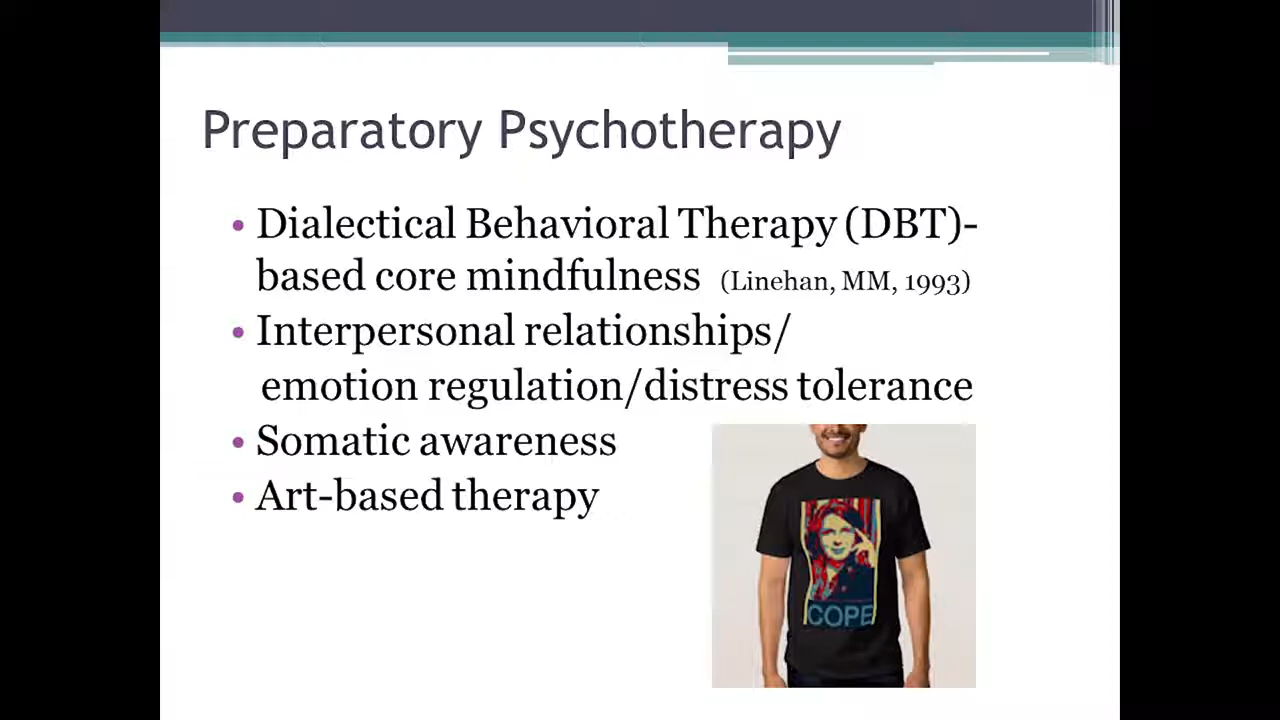 Preparatory Psychotherapy
• Dialectical Behavioral Therapy (DBT)-
based core mindfulness (Linehan, MM, 1993)
• Interpersonal relationships/
emotion regulation/distress tolerance
• Somatic awareness
• Art-based therapy
COPE